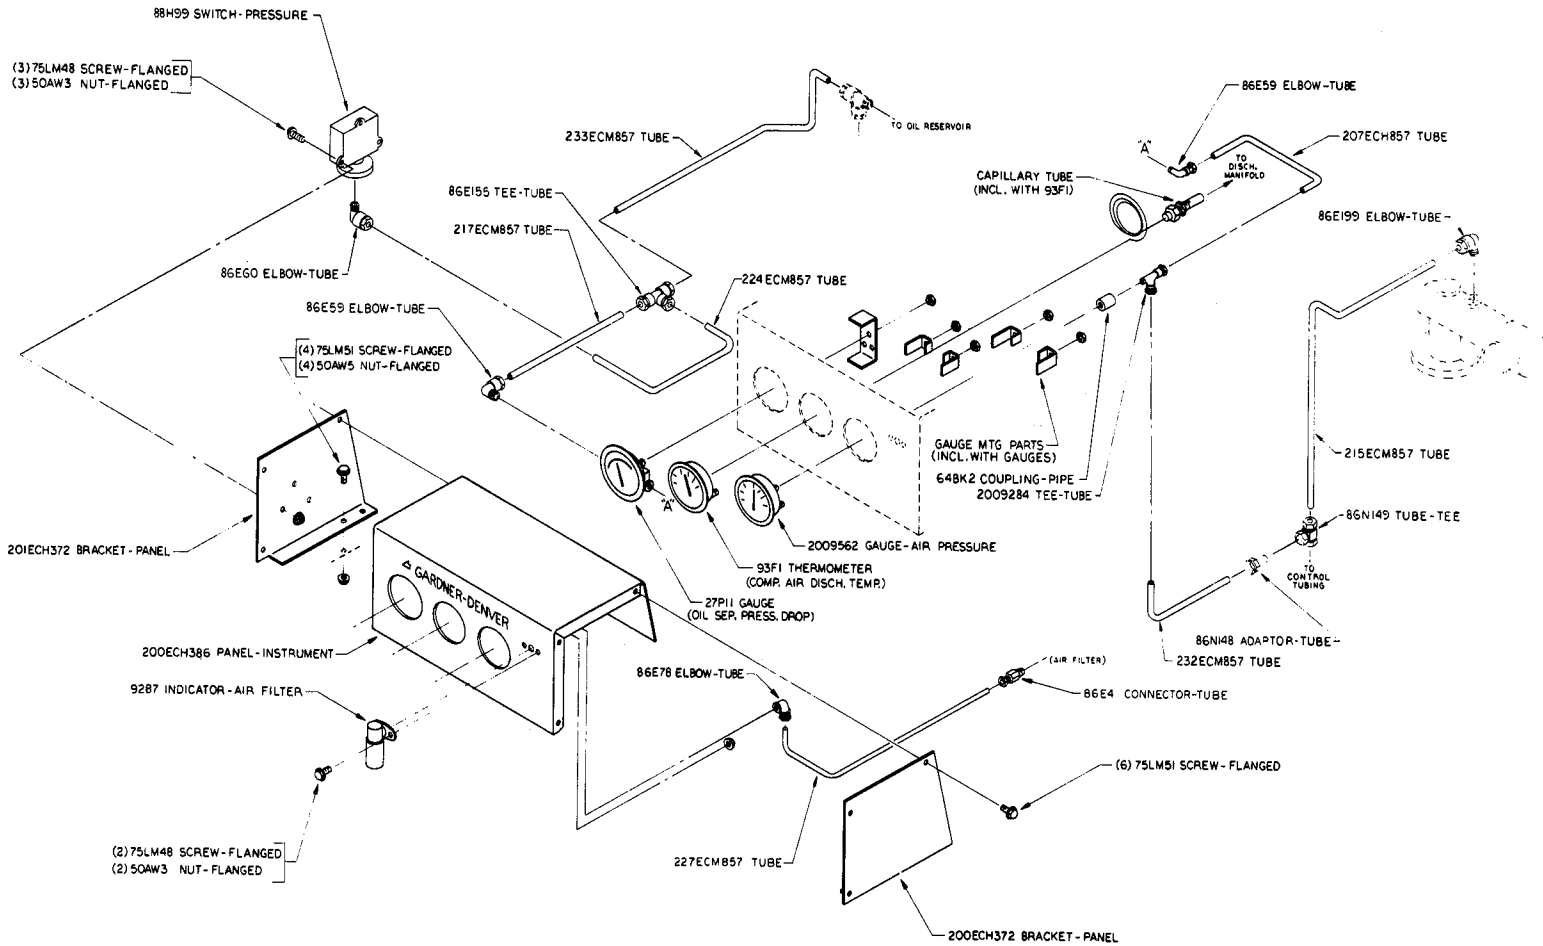 88H99 SWITCH-PRESSURE
(3) 75LM48 SCREW-FLANGED
(3) 50AW3 NUT-FLANGED
86E59 ELBOW-TUBE
TO OIL RESERVOIR
233ECM857 TUBE
207ECH857 TUBE
"A"
TO
DISCH.
MANIFOLD
CAPILLARY TUBE
(INCL. WITH 93F1)
86E155 TEE-TUBE
86E199 ELBOW-TUBE
217ECM857 TUBE
86EG0 ELBOW-TUBE
224ECM857 TUBE
86E59 ELBOW-TUBE
(4) 75LM51 SCREW-FLANGED
(4) 50AW5 NUT-FLANGED
GAUGE MTG PARTS
(INCL. WITH GAUGES)
215ECM857 TUBE
64BK2 COUPLING-PIPE
2009284 TEE-TUBE
"A"
86N149 TUBE-TEE
201ECH372 BRACKET-PANEL
2009562 GAUGE-AIR PRESSURE
93F1 THERMOMETER
(COMP. AIR DISCH. TEMP.)
TO
CONTROL
TUBING
GARDNER-DENVER
27P11 GAUGE
(OIL SEP. PRESS. DROP)
86N148 ADAPTOR-TUBE
232ECM857 TUBE
200ECH386 PANEL-INSTRUMENT
86E78 ELBOW-TUBE
(AIR FILTER)
9287 INDICATOR-AIR FILTER
86E4 CONNECTOR-TUBE
(6) 75LM51 SCREW-FLANGED
(2) 75LM48 SCREW-FLANGED
(2) 50AW3 NUT-FLANGED
227ECM857 TUBE
200ECH372 BRACKET-PANEL